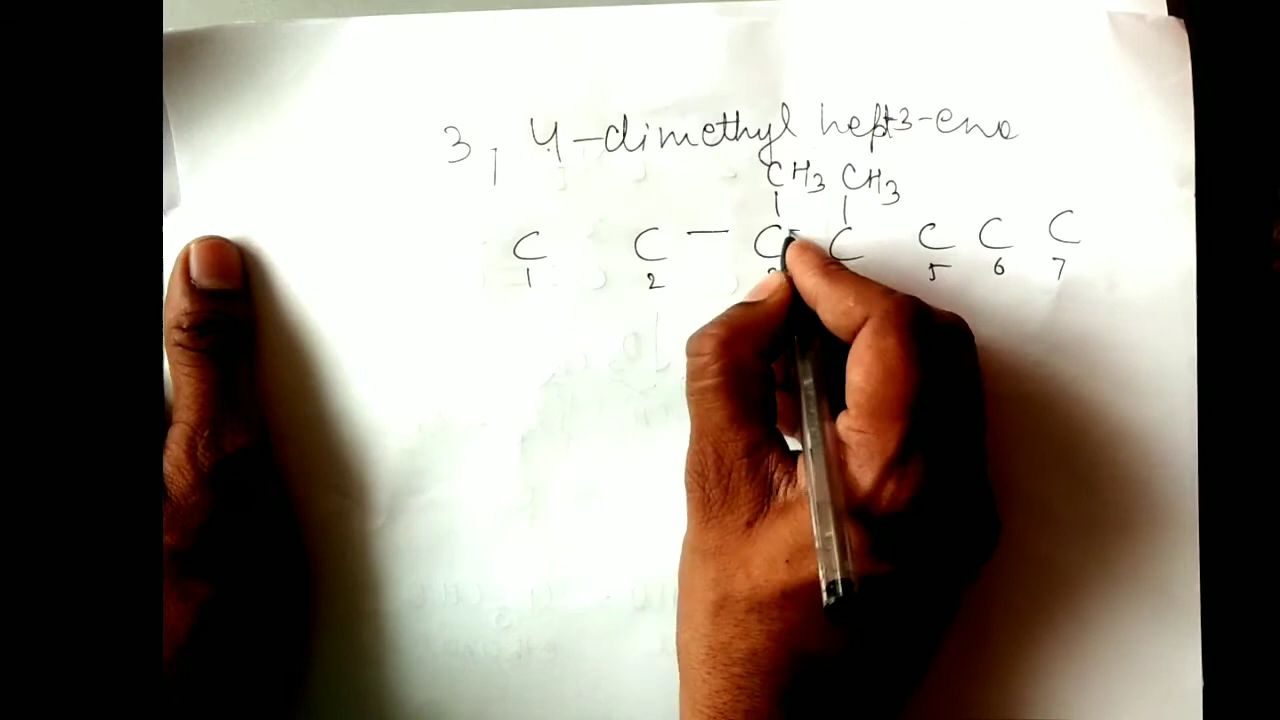 3, 4-dimethyl hept3-ene
CH3 CH3
C C — C C C C C
1 2 5 6 7